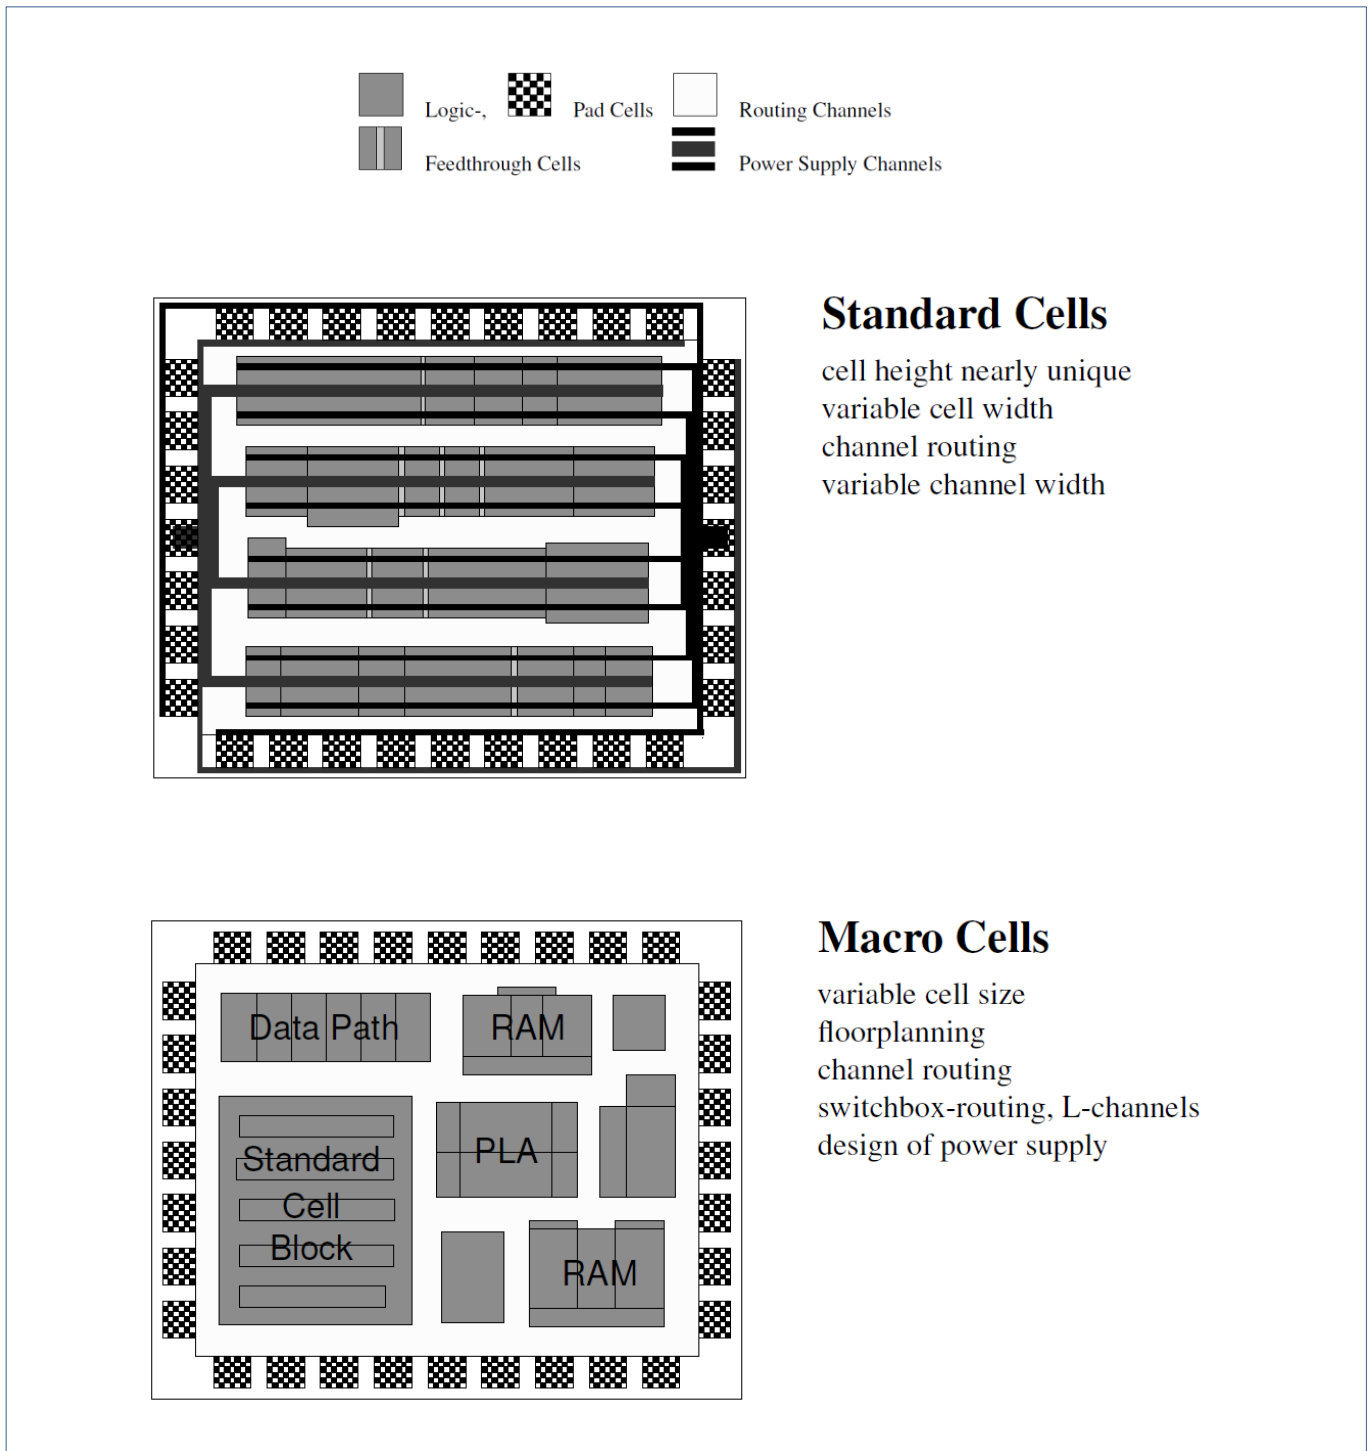 Logic-, Pad Cells Routing Channels
Feedthrough Cells Power Supply Channels
Standard Cells
cell height nearly unique
variable cell width
channel routing
variable channel width
Macro Cells
variable cell size
floorplanning
channel routing
switchbox-routing, L-channels
design of power supply
Data Path
RAM
Standard
Cell
Block
PLA
RAM